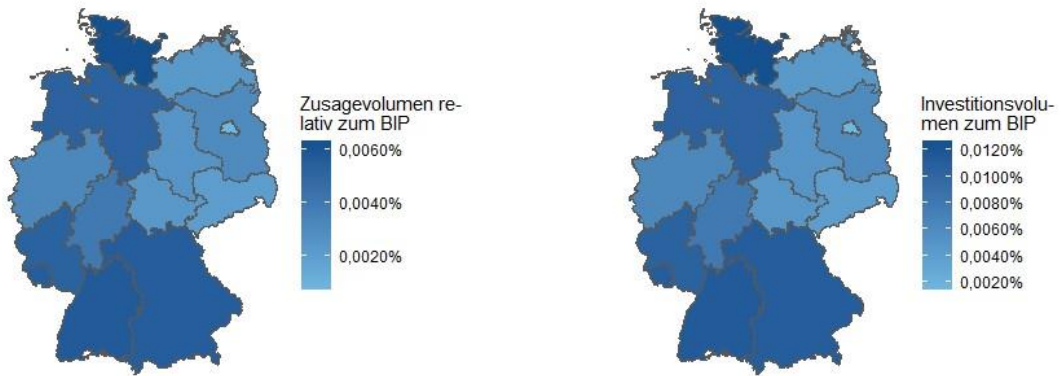 Zusagevolumen re-
lativ zum BIP
0,0060%
0,0040%
0,0020%
Investitionsvolu-
men zum BIP
0,0120%
0,0100%
0,0080%
0,0060%
0,0040%
0,0020%